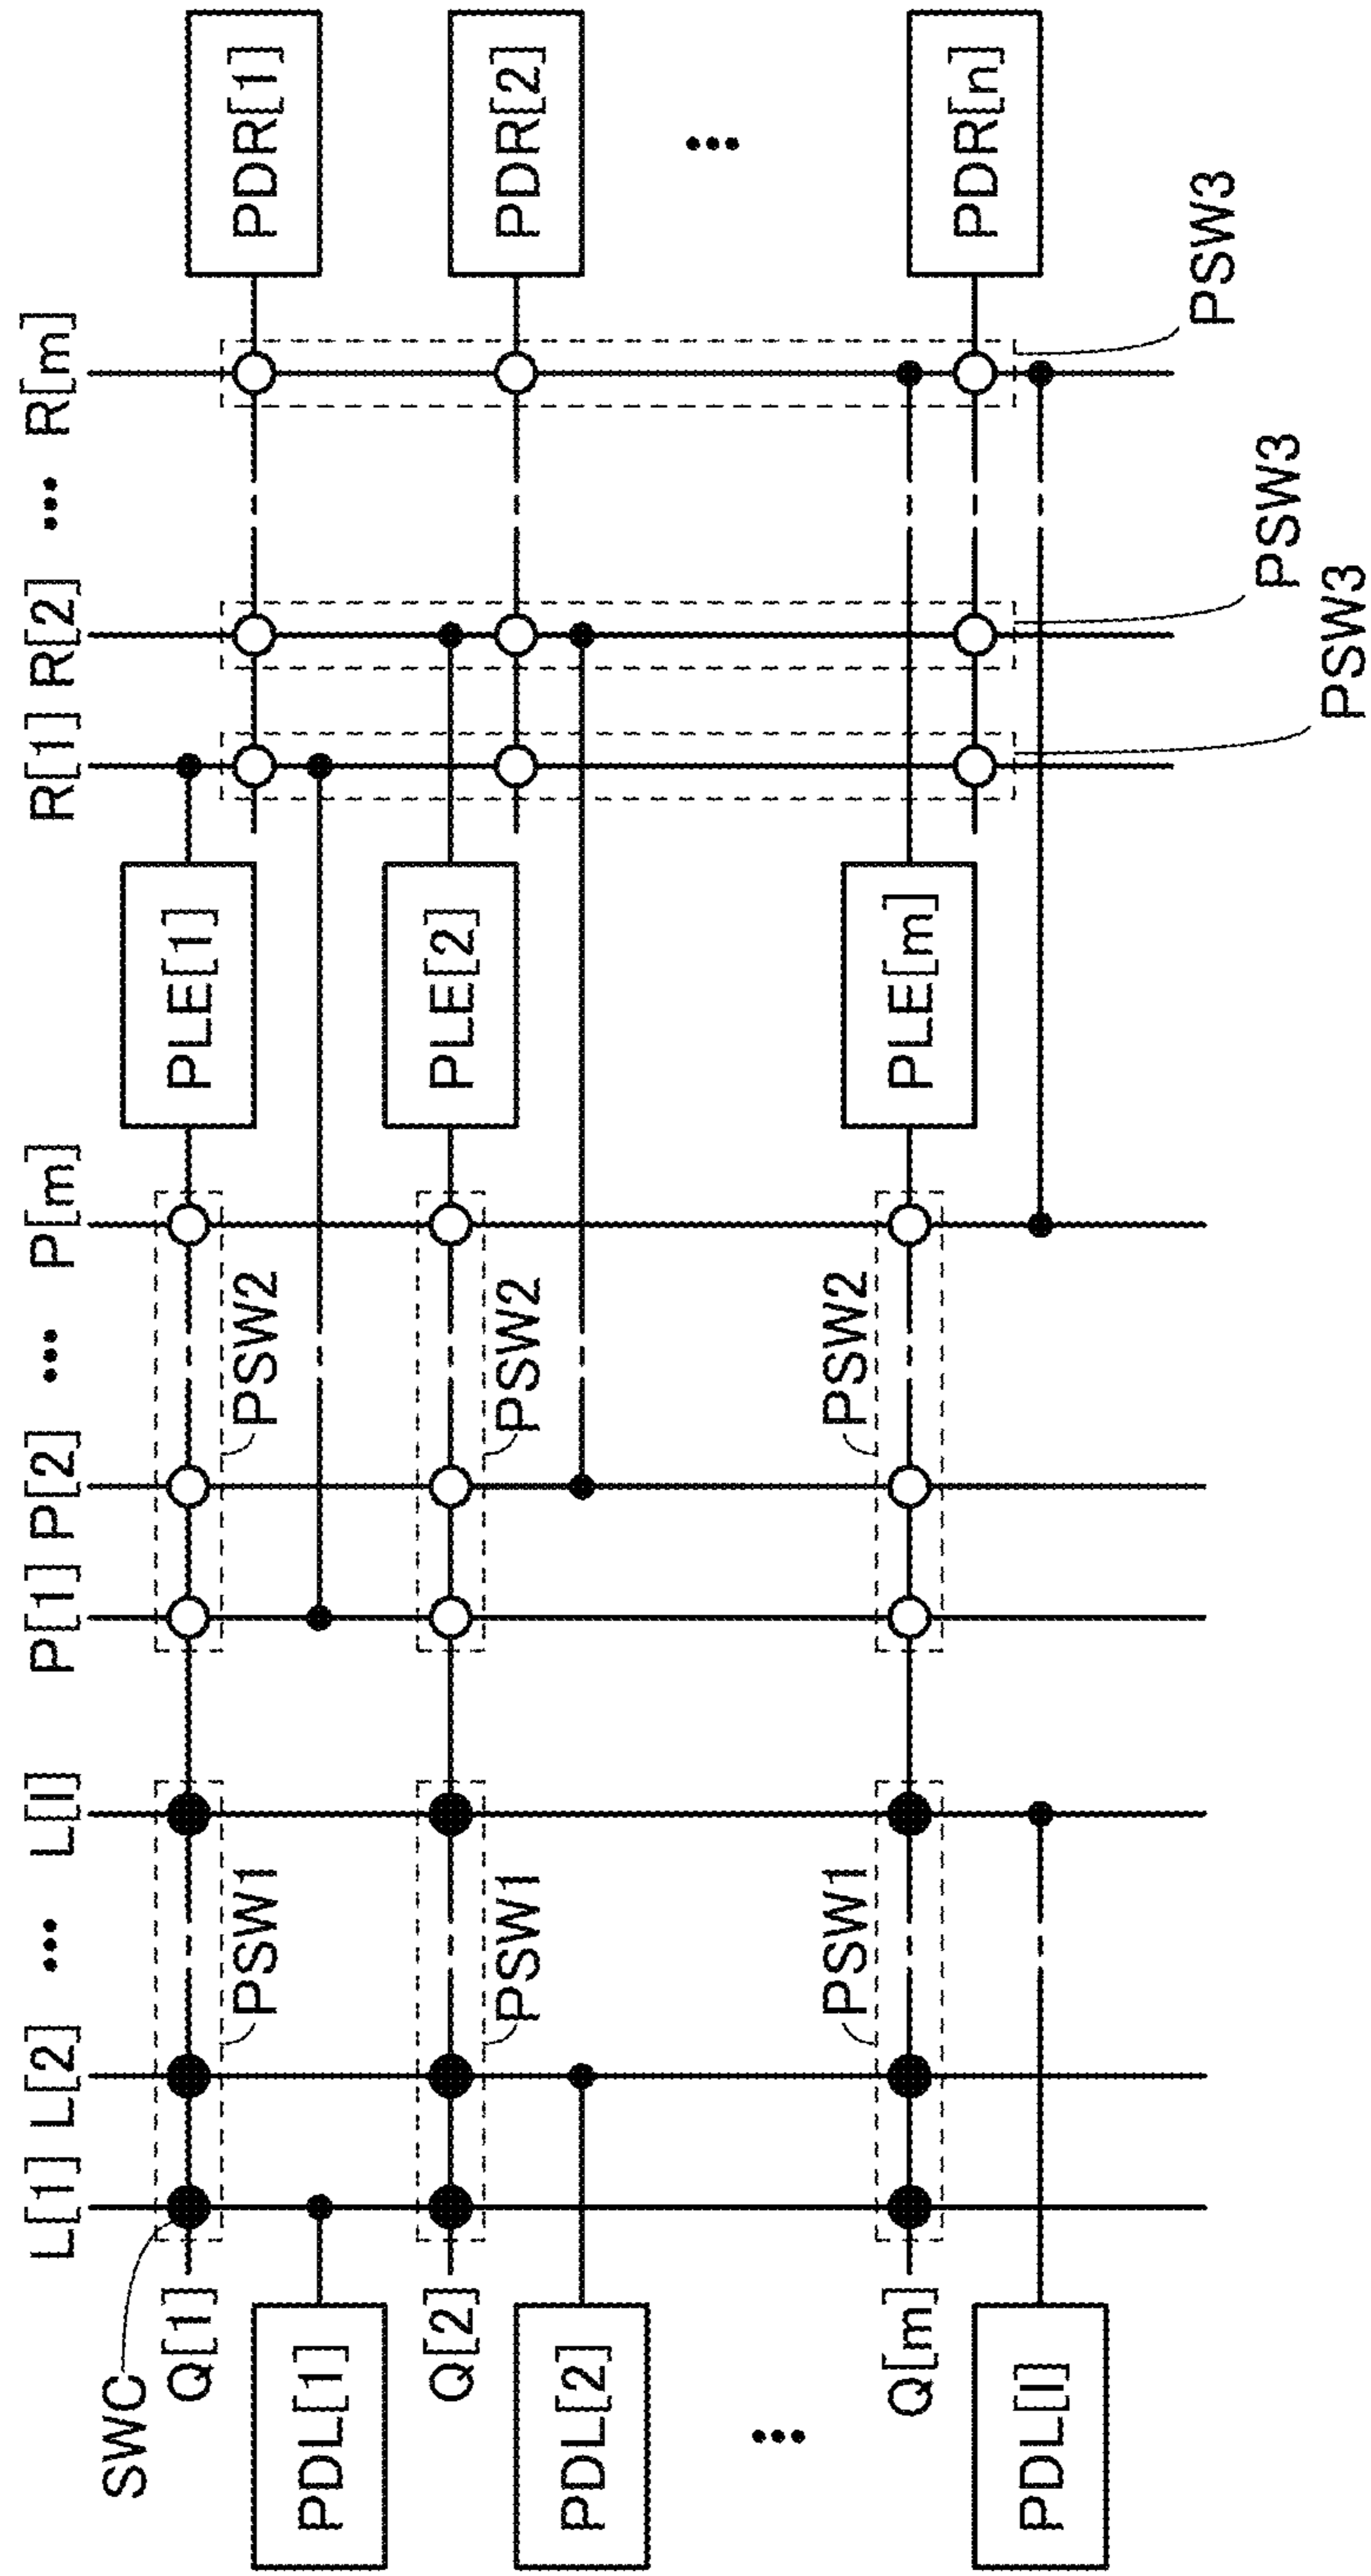 L[1] L[2] ••• L[l] P[1] P[2] ••• P[m] R[1] R[2] ••• R[m]
SWC
Q[1]
PLE[1]
PDR[1]
PSW1
PSW2
PDL[1]
Q[2]
PLE[2]
PDR[2]
PSW1
PSW2
PDL[2]
•••
•••
PSW1
PSW2
Q[m]
PLE[m]
PDR[n]
PDL[l]
PSW3
PSW3
PSW3